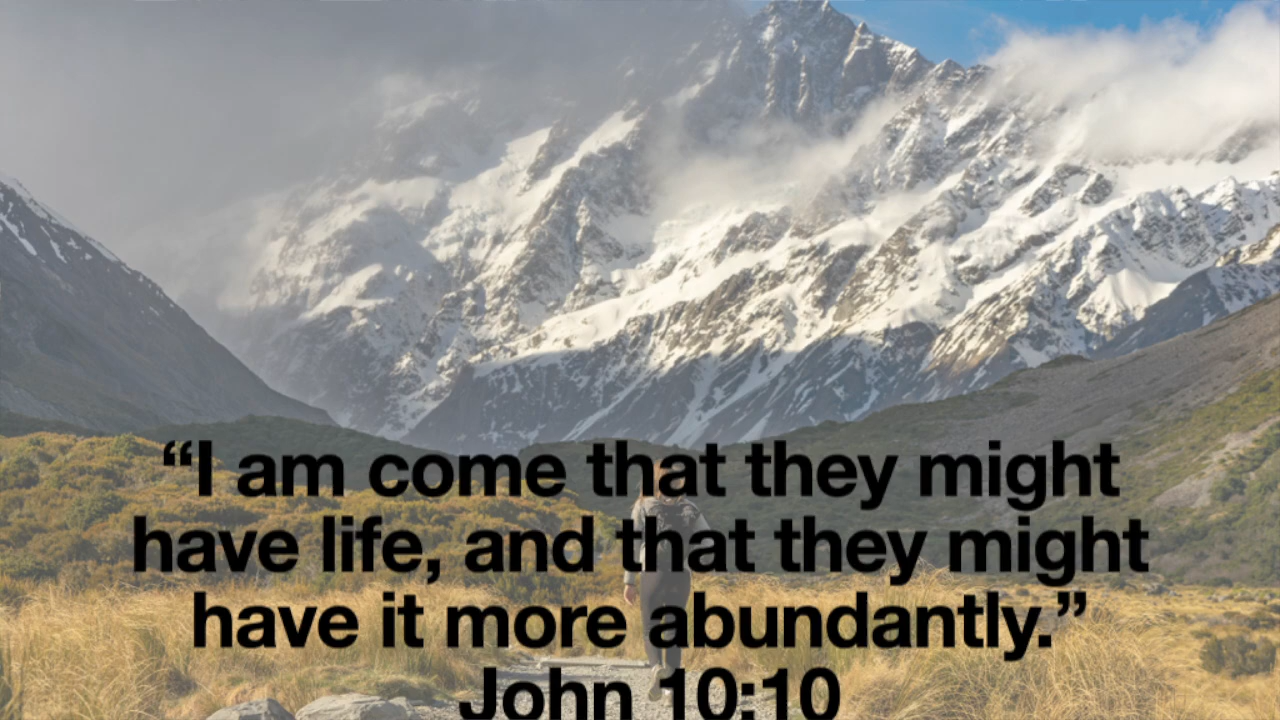 “I am come that they might
have life, and that they might
have it more abundantly.”
John 10:10